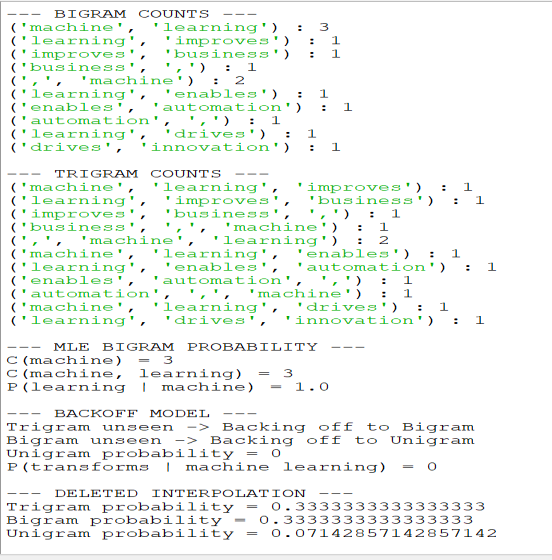 --- BIGRAM COUNTS ---
('machine', 'learning') : 3
('learning', 'improves') : 1
('improves', 'business') : 1
('business', ',') : 1
(',', 'machine') : 2
('learning', 'enables') : 1
('enables', 'automation') : 1
('automation', ',') : 1
('learning', 'drives') : 1
('drives', 'innovation') : 1
--- TRIGRAM COUNTS ---
('machine', 'learning', 'improves') : 1
('learning', 'improves', 'business') : 1
('improves', 'business', ',') : 1
('business', ',', 'machine') : 1
(',', 'machine', 'learning') : 2
('machine', 'learning', 'enables') : 1
('learning', 'enables', 'automation') : 1
('enables', 'automation', ',') : 1
('automation', ',', 'machine') : 1
('machine', 'learning', 'drives') : 1
('learning', 'drives', 'innovation') : 1
--- MLE BIGRAM PROBABILITY ---
C(machine) = 3
C(machine, learning) = 3
P(learning | machine) = 1.0
--- BACKOFF MODEL ---
Trigram unseen -> Backing off to Bigram
Bigram unseen -> Backing off to Unigram
Unigram probability = 0
P(transforms | machine learning) = 0
--- DELETED INTERPOLATION ---
Trigram probability = 0.3333333333333333
Bigram probability = 0.3333333333333333
Unigram probability = 0.07142857142857142